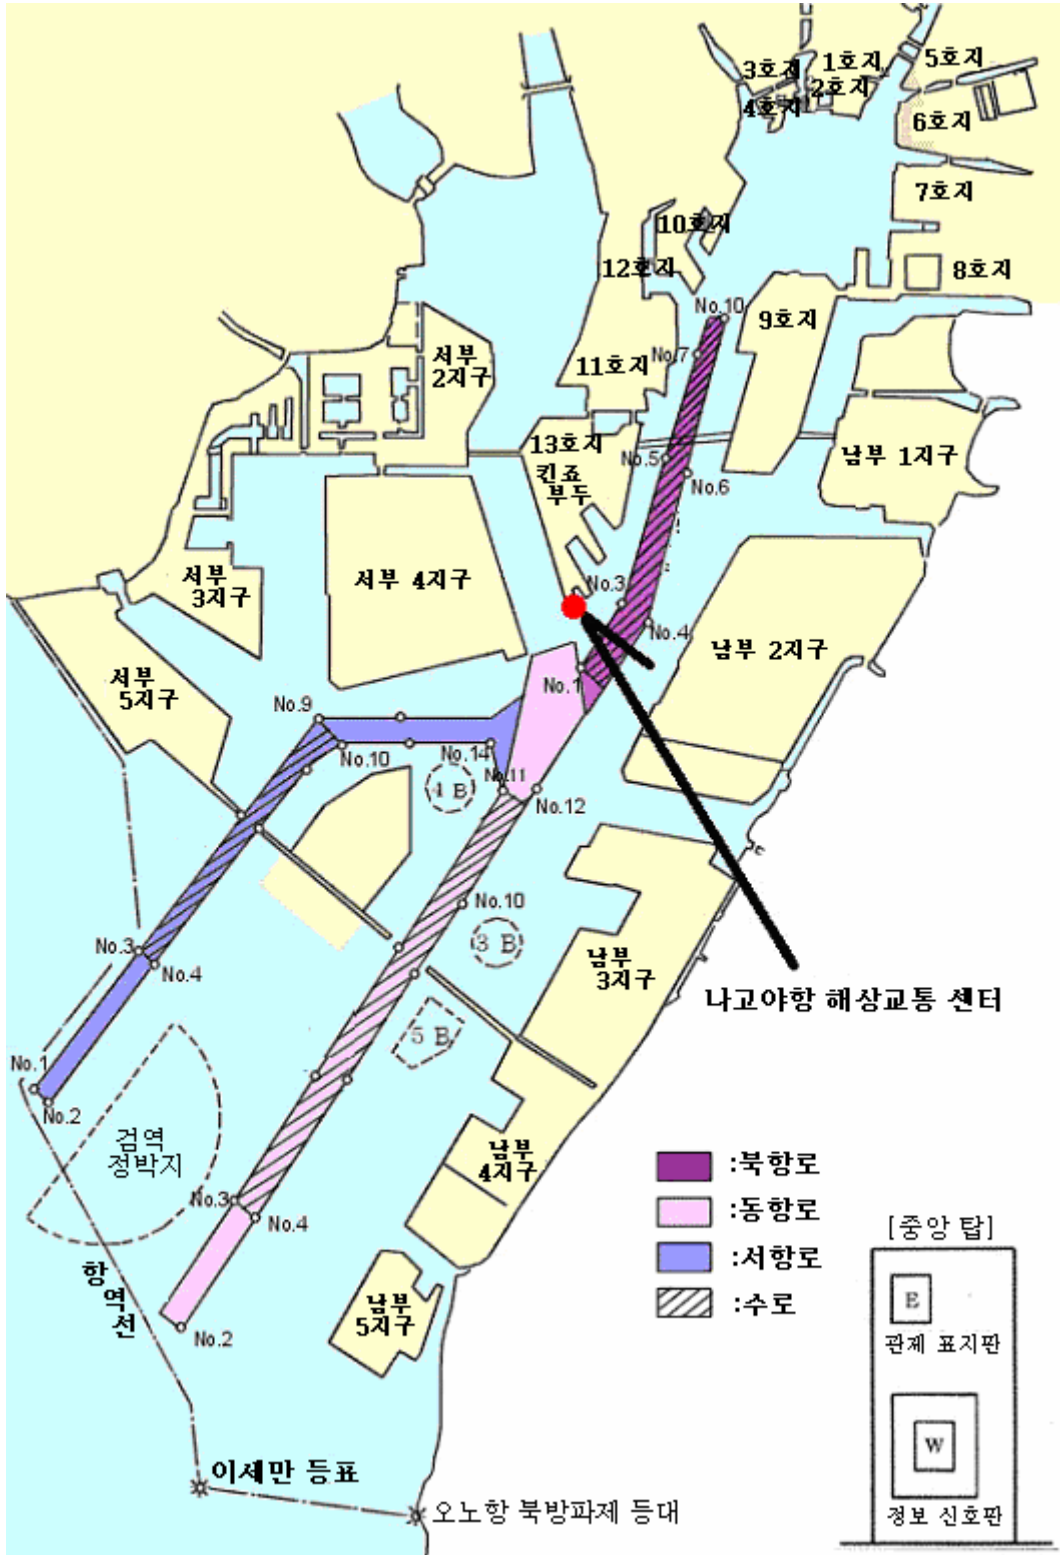 3호지
1호지
5호지
4호지
2호지
6호지
7호지
10호지
12호지
8호지
No.10
9호지
서부
2지구
No.7
11호지
13호지
킨죠
부두
No.5
No.6
남부 1지구
서부
3지구
서부 4지구
No.3
No.4
남부 2지구
서부
5지구
No.1
No.9
No.10
No.14
No.11
No.12
4 B
No.10
3 B
No.3
No.4
남부
3지구
나고야항 해상교통 센터
5 B
No.1
No.2
검역
정박지
남부
4지구
:북항로
No.3
No.4
:동항로
[중앙 탑]
:서항로
항
역
선
E
:수로
남부
5지구
No.2
관제 표지판
W
이세만 등표
오노항 북방파제 등대
정보 신호판